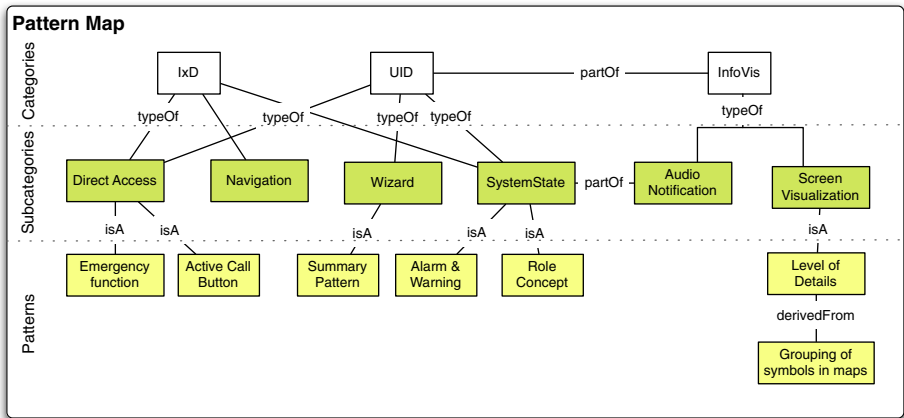 Pattern Map
Categories
IxD
UID
partOf
InfoVis
typeOf
typeOf
typeOf
typeOf
typeOf
Subcategories
Direct Access
Navigation
Wizard
SystemState
partOf
Audio
Notification
Screen
Visualization
isA
isA
isA
isA
isA
isA
Patterns
Emergency
function
Active Call
Button
Summary
Pattern
Alarm &
Warning
Role
Concept
Level of
Details
derivedFrom
Grouping of
symbols in maps